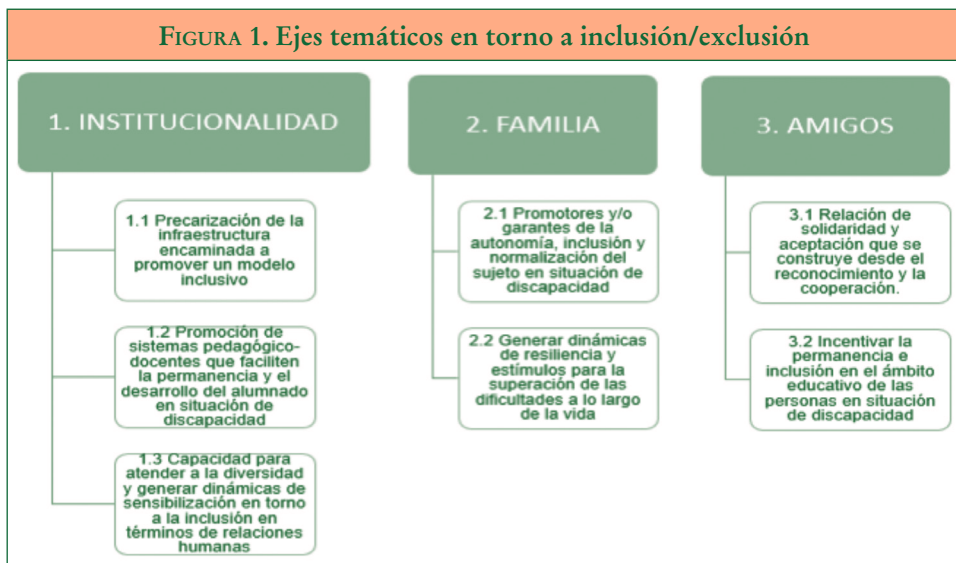 FIGURA 1. Ejes temáticos en torno a inclusión/exclusión
1. INSTITUCIONALIDAD
1.1 Precarización de la
infraestructura
encaminada a
promover un modelo
inclusivo
1.2 Promoción de
sistemas pedagógico-
docentes que faciliten
la permanencia y el
desarrollo del alumnado
en situación de
discapacidad
1.3 Capacidad para
atender a la diversidad
y generar dinámicas de
sensibilización en torno
a la inclusión en
términos de relaciones
humanas
2. FAMILIA
2.1 Promotores y/o
garantes de la
autonomía, inclusión y
normalización del
sujeto en situación de
discapacidad
2.2 Generar dinámicas
de resiliencia y
estímulos para la
superación de las
dificultades a lo largo
de la vida
3. AMIGOS
3.1 Relación de
solidaridad y
aceptación que se
construye desde el
reconocimiento y la
cooperación.
3.2 Incentivar la
permanencia e
inclusión en el ámbito
educativo de las
personas en situación
de discapacidad